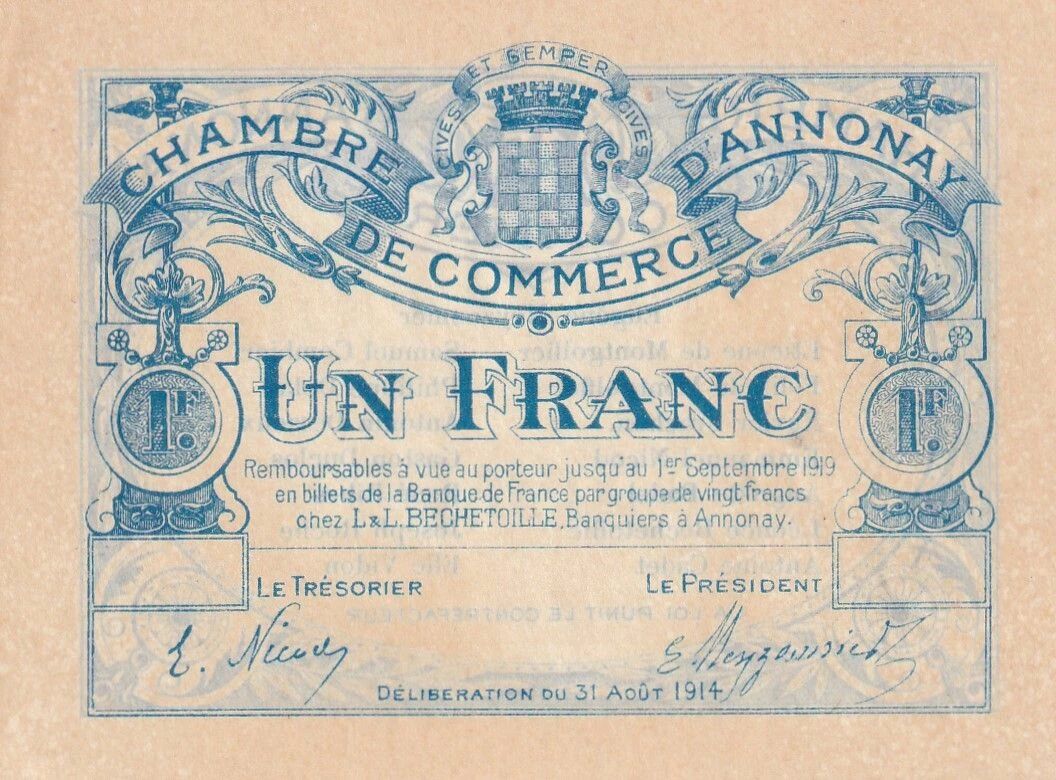 CIVES ET SEMPER CIVES
CHAMBRE
D'ANNONAY
DE COMMERCE
UN FRANC
1F.
1F.
Remboursables à vue au porteur jusqu'au 1er Septembre 1919
en billets de la Banque de France par groupe de vingt francs
chez L & L. BECHETOILLE, Banquiers à Annonay.
LE TRÉSORIER
LE PRÉSIDENT
E.
DÉLIBERATION DU 31 AOÛT 1914